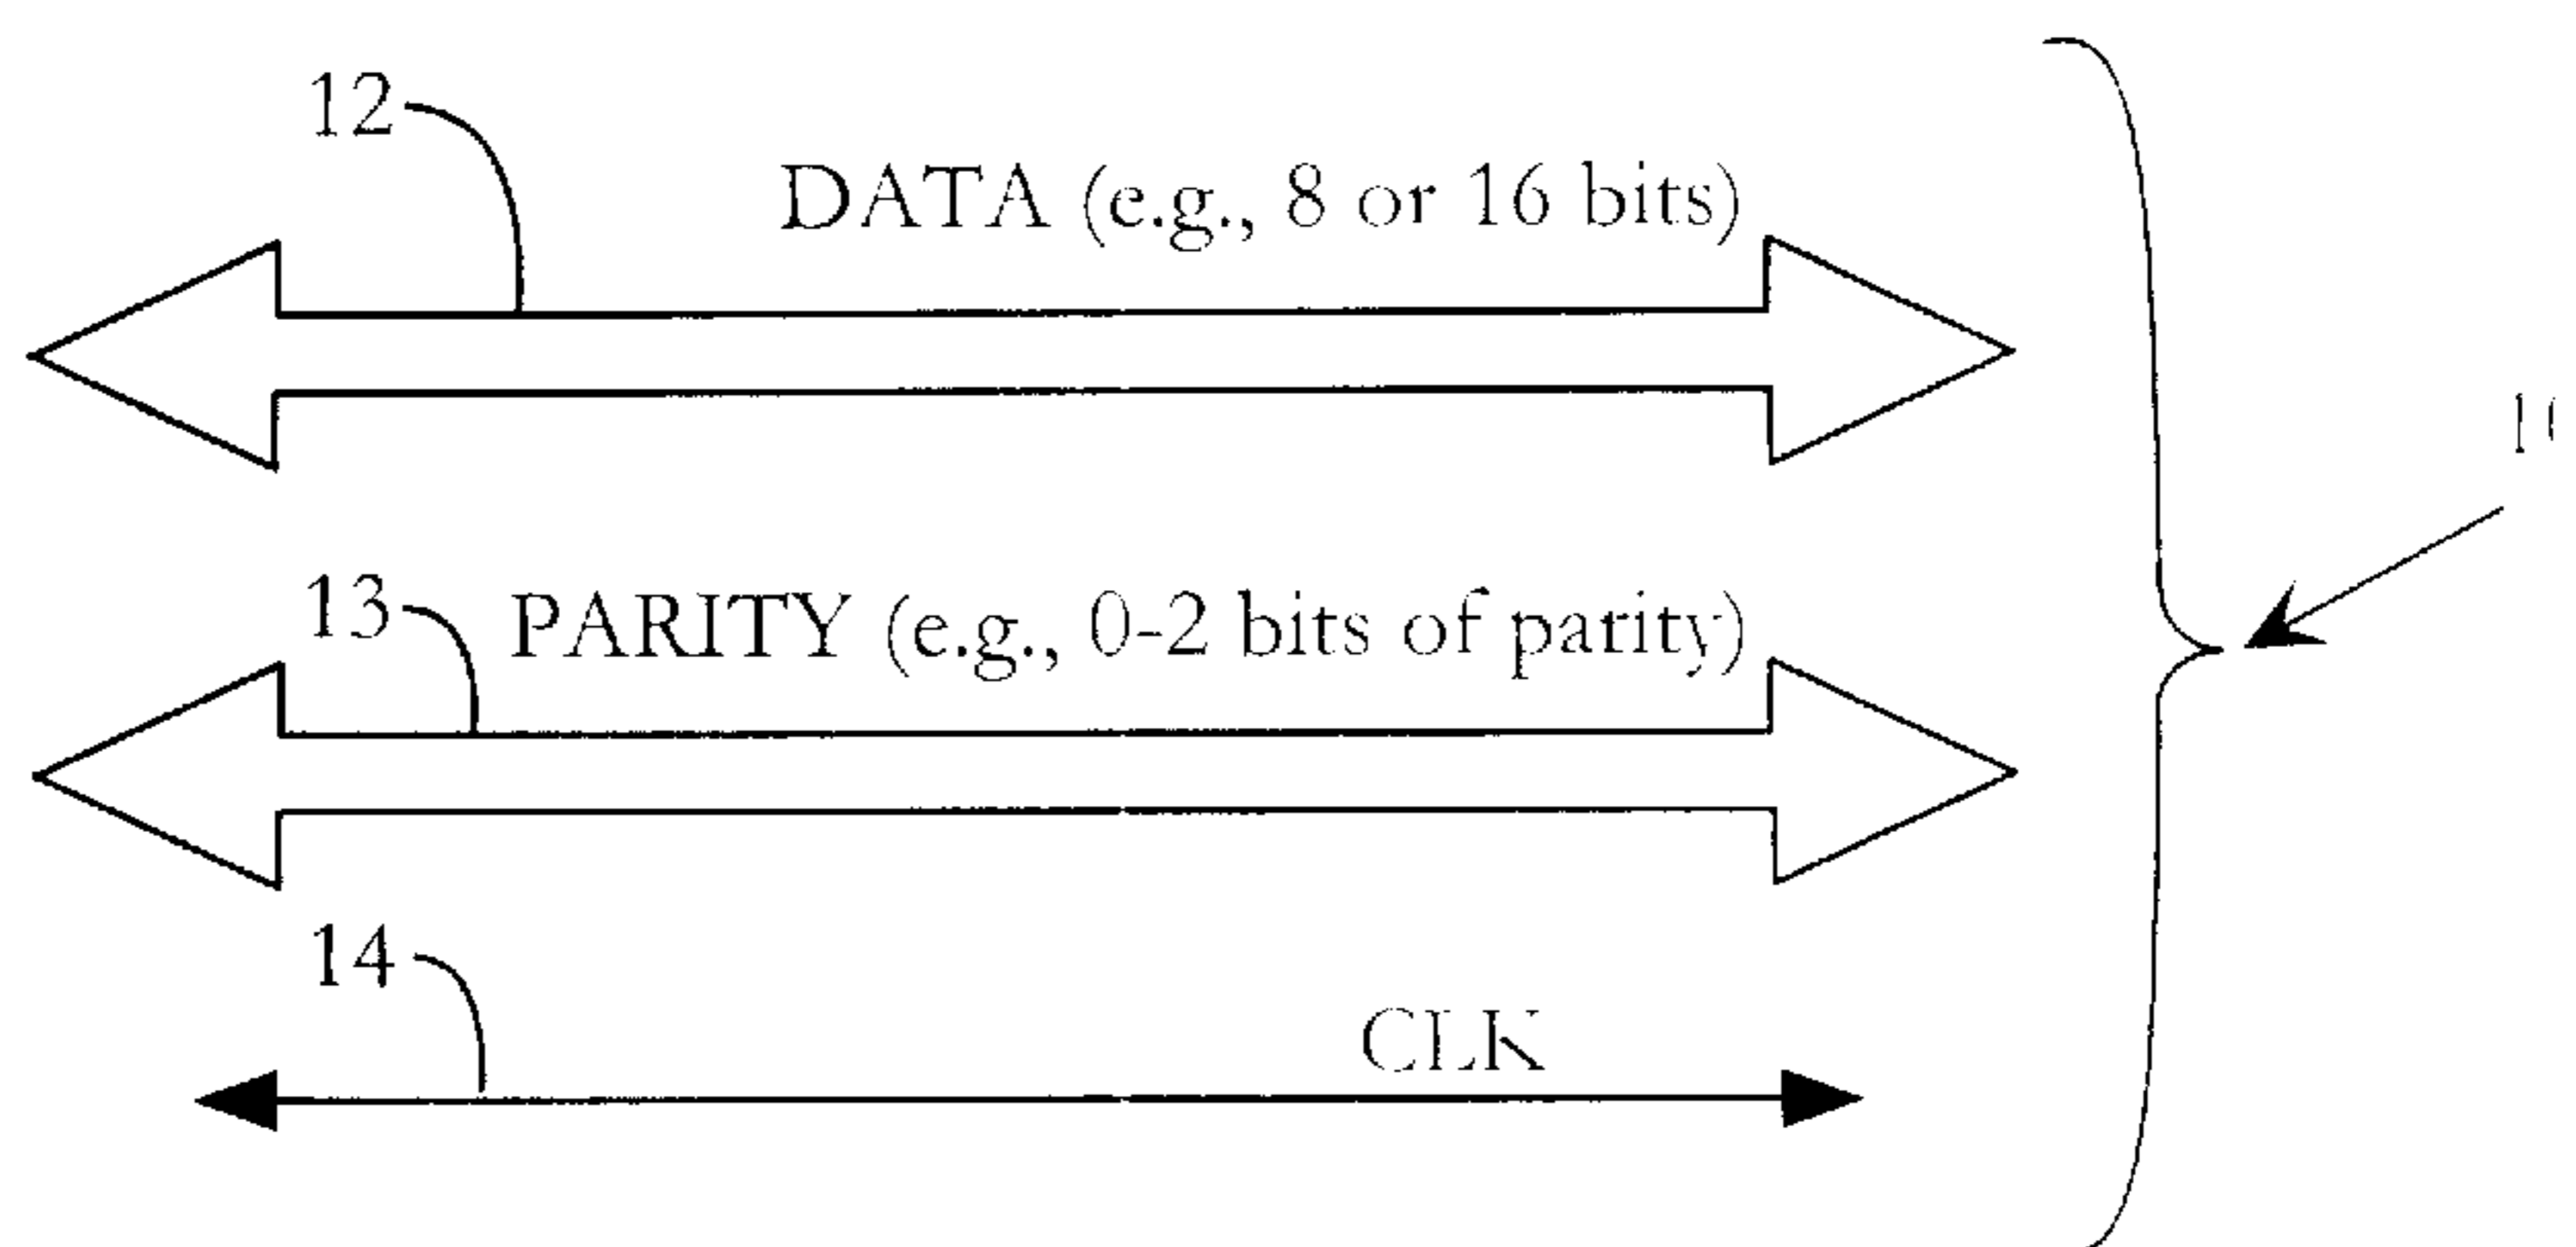 12
DATA (e.g., 8 or 16 bits)
13
PARITY (e.g., 0-2 bits of parity)
14
CLK